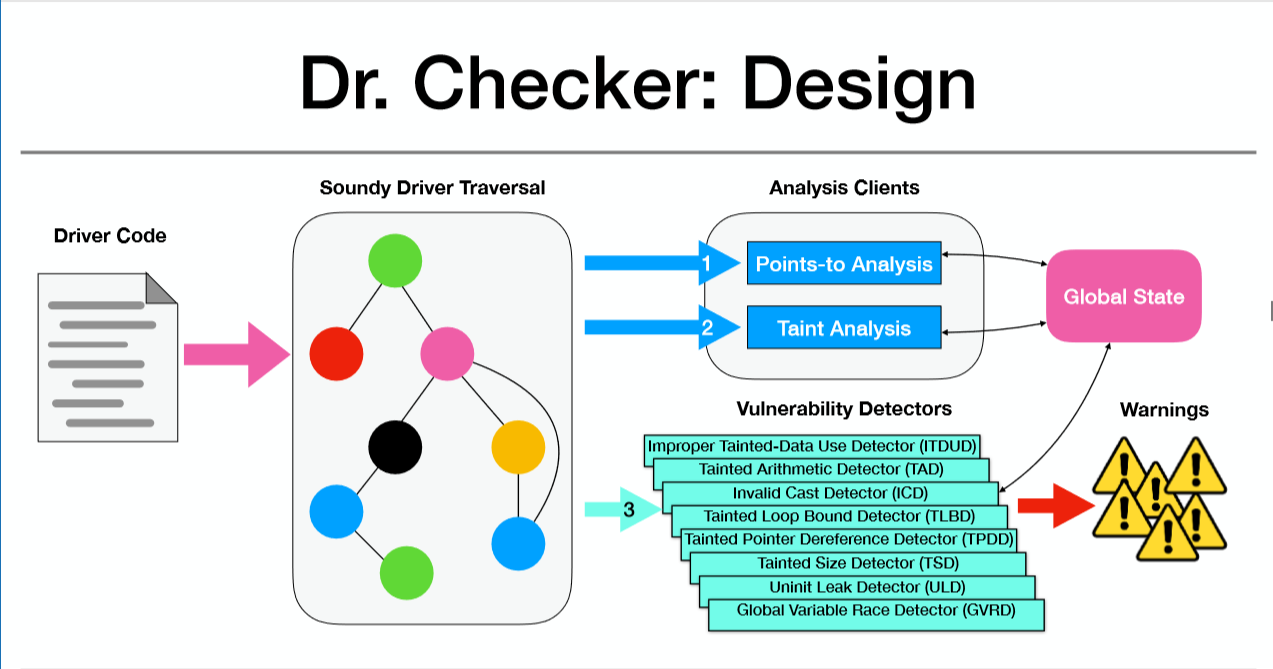 Dr. Checker: Design
Driver Code
Soundy Driver Traversal
Analysis Clients
1
Points-to Analysis
2
Taint Analysis
Global State
Vulnerability Detectors
3
Improper Tainted-Data Use Detector (ITDUD)
Tainted Arithmetic Detector (TAD)
Invalid Cast Detector (ICD)
Tainted Loop Bound Detector (TLBD)
Tainted Pointer Dereference Detector (TPDD)
Tainted Size Detector (TSD)
Uninit Leak Detector (ULD)
Global Variable Race Detector (GVRD)
Warnings
!
!
!
!
!
!